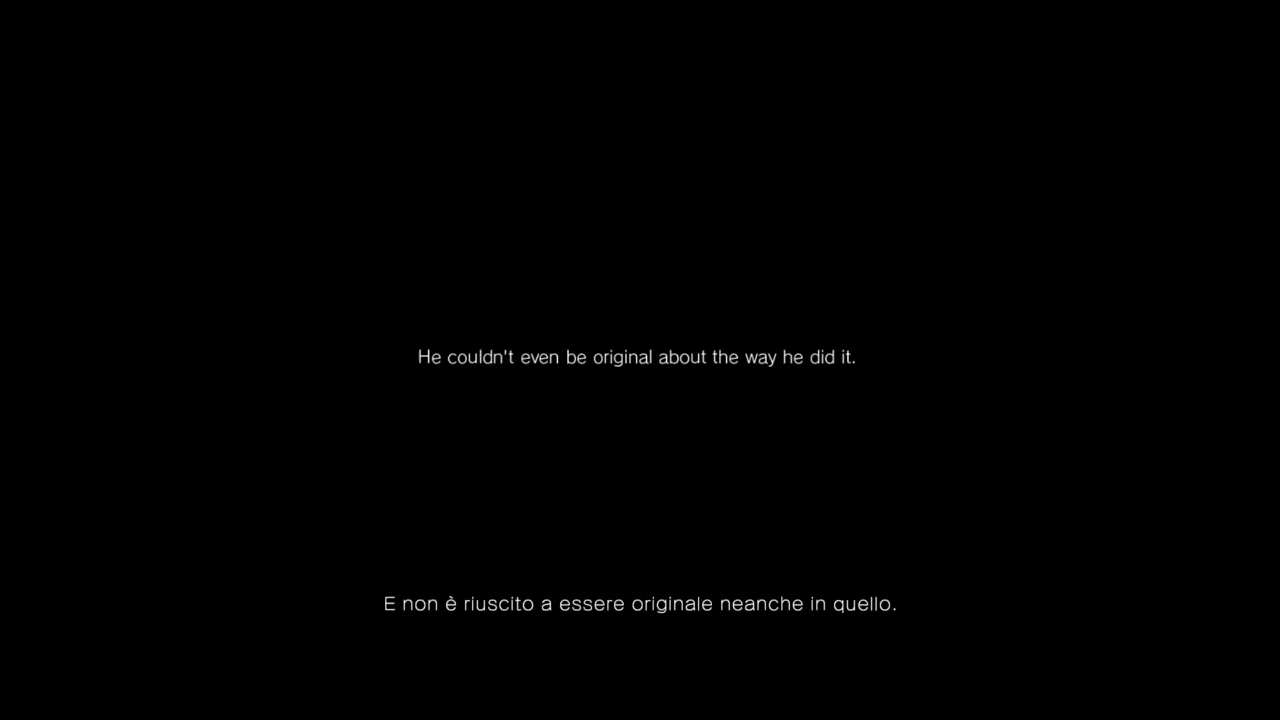 He couldn't even be original about the way he did it.
E non è riuscito a essere originale neanche in quello.